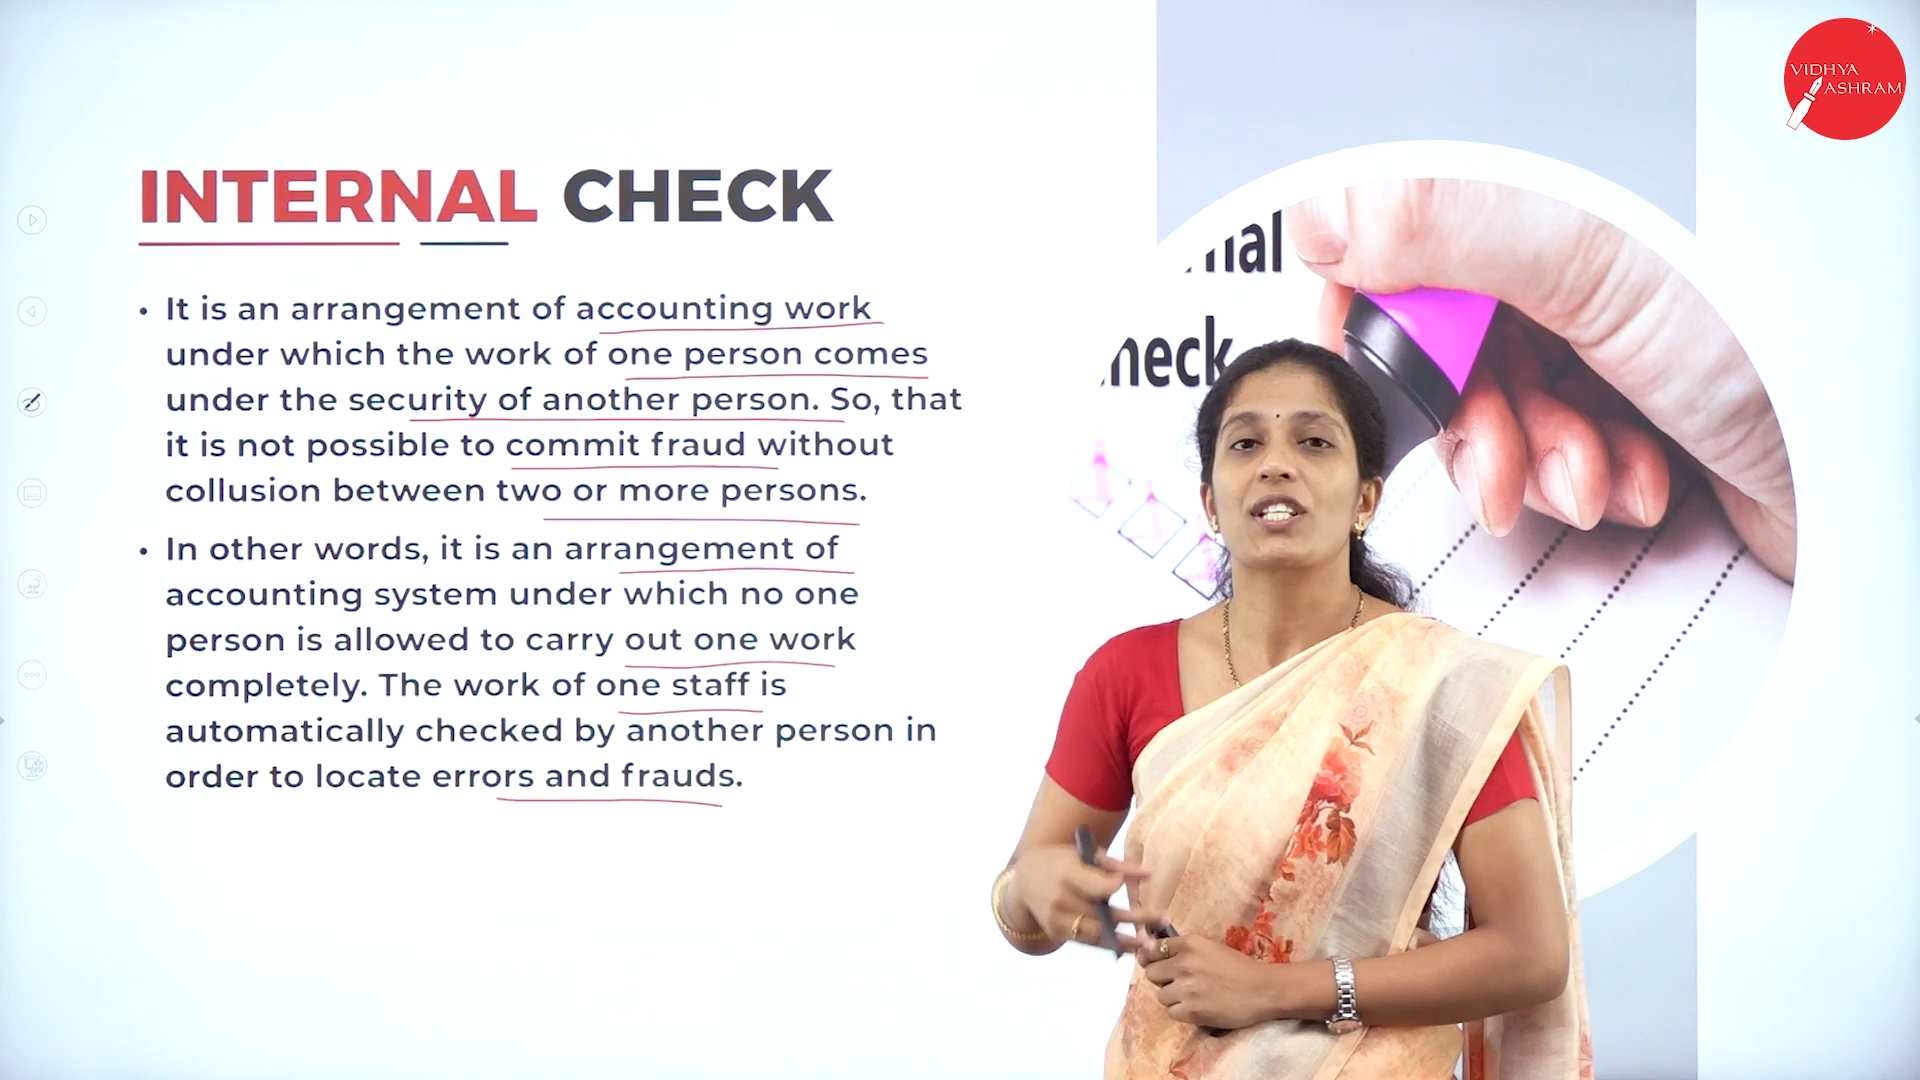 VIDHYA
ASHRAM
INTERNAL CHECK
• It is an arrangement of accounting work
under which the work of one person comes
under the security of another person. So, that
it is not possible to commit fraud without
collusion between two or more persons.
• In other words, it is an arrangement of
accounting system under which no one
person is allowed to carry out one work
completely. The work of one staff is
automatically checked by another person in
order to locate errors and frauds.
nal
heck